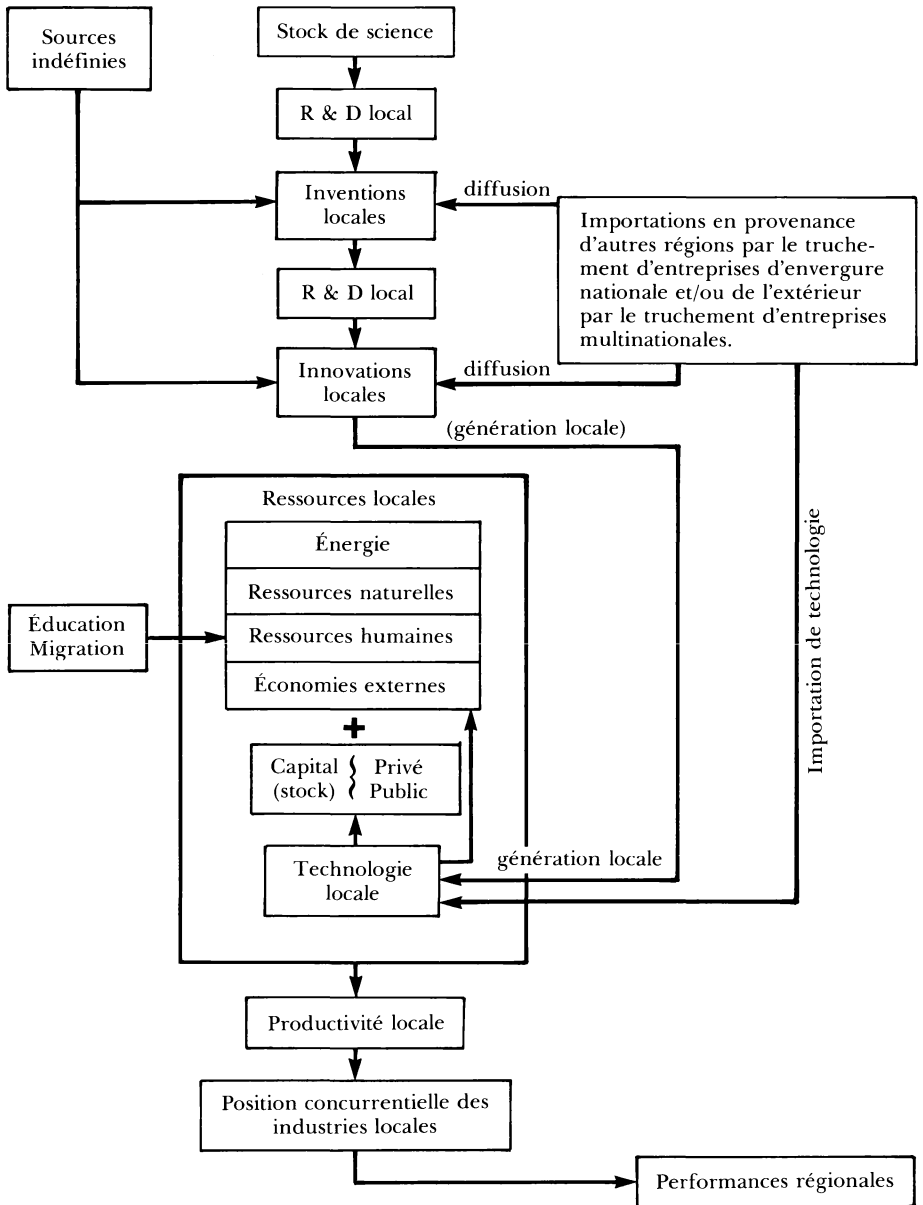 Sources
indéfinies
Stock de science
R & D local
Inventions
locales
diffusion
Importations en provenance
d'autres régions par le truche-
ment d'entreprises d'envergure
nationale et/ou de l'extérieur
par le truchement d'entreprises
multinationales.
R & D local
Innovations
locales
diffusion
(génération locale)
Importation de technologie
Ressources locales
Énergie
Ressources naturelles
Ressources humaines
Économies externes
Éducation
Migration
+
Capital { Privé
(stock) Public
Technologie
locale
génération locale
Productivité locale
Position concurrentielle des
industries locales
Performances régionales